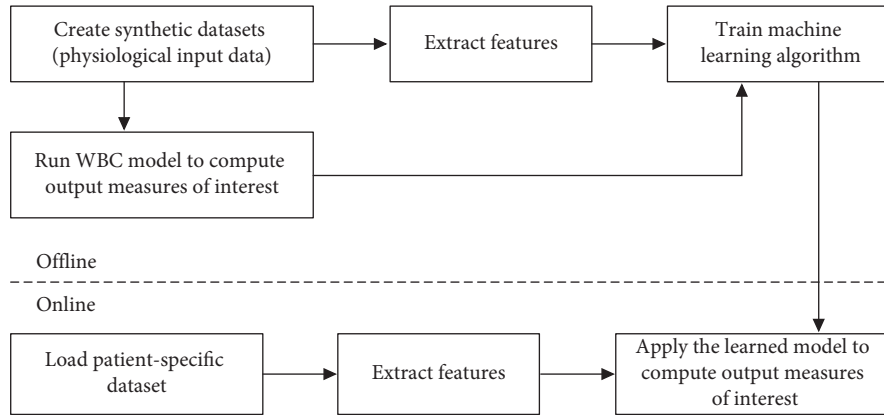 Create synthetic datasets
(physiological input data)
Extract features
Train machine
learning algorithm
Run WBC model to compute
output measures of interest
Offline
Online
Load patient-specific
dataset
Extract features
Apply the learned model to
compute output measures
of interest